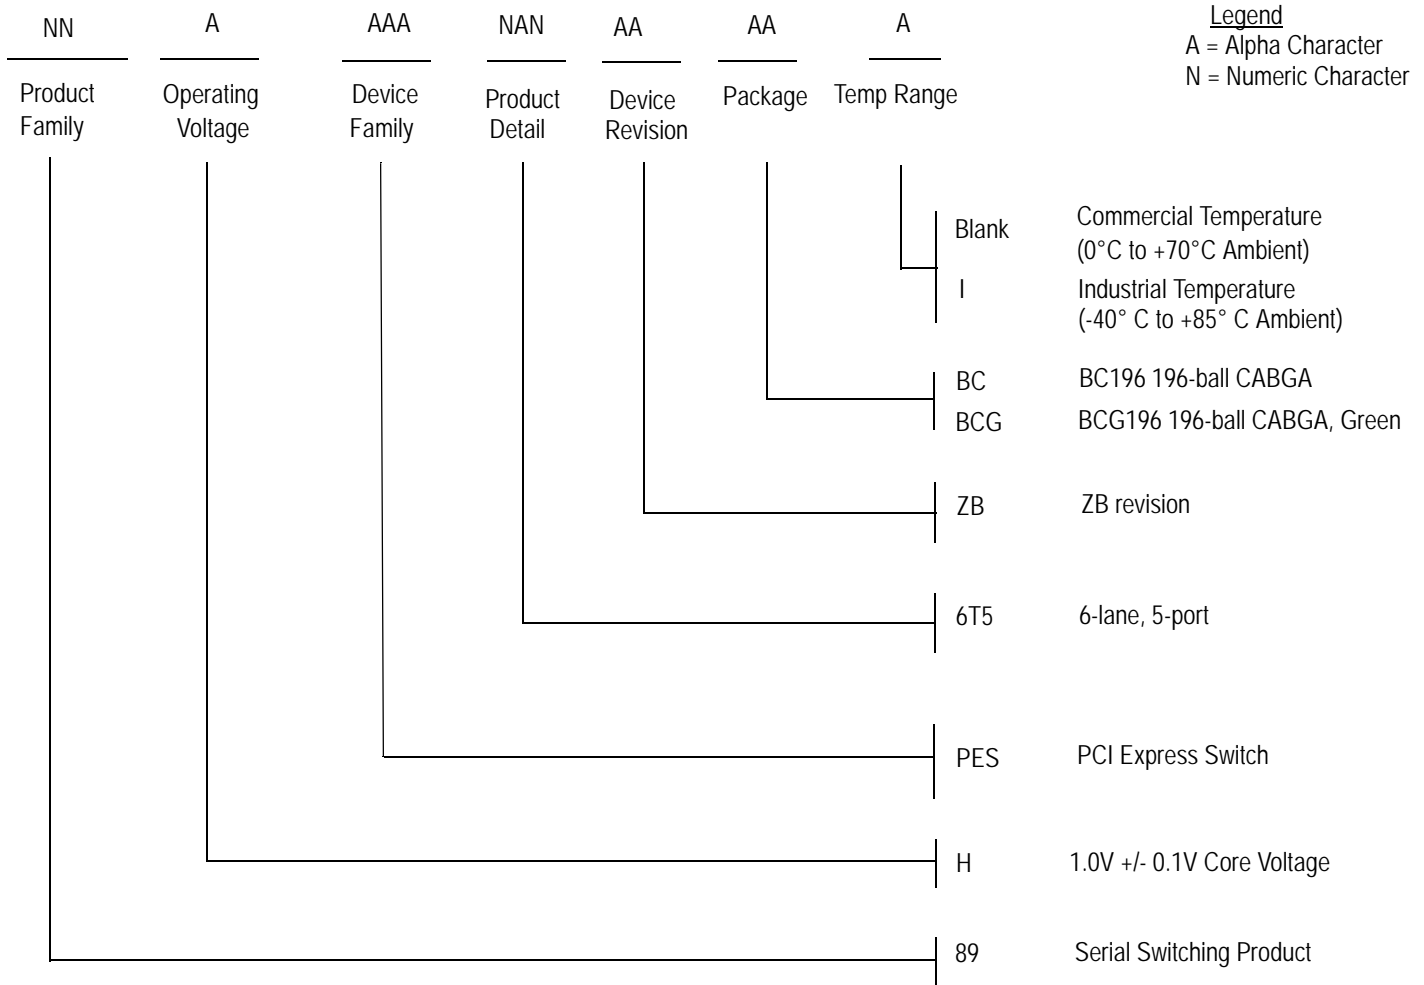 NN A AAA NAN AA AA A
Legend
A = Alpha Character
N = Numeric Character
Product Family
Operating Voltage
Device Family
Product Detail
Device Revision
Package
Temp Range
Blank Commercial Temperature
(0°C to +70°C Ambient)
I Industrial Temperature
(-40° C to +85° C Ambient)
BC BC196 196-ball CABGA
BCG BCG196 196-ball CABGA, Green
ZB ZB revision
6T5 6-lane, 5-port
PES PCI Express Switch
H 1.0V +/- 0.1V Core Voltage
89 Serial Switching Product